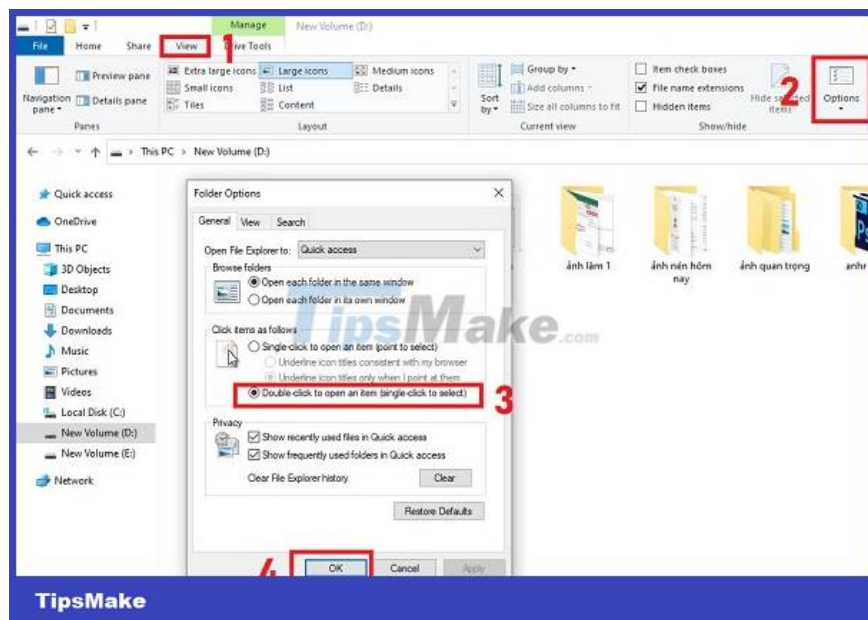 Manage New Volume (D:)
File Home Share View Drive Tools
1
Navigation pane
Preview pane
Details pane
Panes
Extra large icons Large icons Medium icons
Small icons List Details
Tiles Content
Layout
Sort by
Group by
Add columns
Size all columns to fit
Current view
Item check boxes
File name extensions
Hidden items
Hide selected items
Show/hide
2
Options
This PC > New Volume (D:)
Quick access
OneDrive
This PC
3D Objects
Desktop
Documents
Downloads
Music
Pictures
Videos
Local Disk (C:)
New Volume (D:)
New Volume (E:)
Network
Folder Options
General View Search
Open File Explorer to: Quick access
Browse folders
Open each folder in the same window
Open each folder in its own window
Click items as follows
Single-click to open an item (point to select)
Underline icon titles consistent with my browser
Underline icon titles only when I point at them
Double-click to open an item (single-click to select)
3
Privacy
Show recently used files in Quick access
Show frequently used folders in Quick access
Clear File Explorer history Clear
Restore Defaults
4
OK Cancel Apply
ảnh làm 1
ảnh nén hôm nay
ảnh quan trọng
TipsMake.com
TipsMake